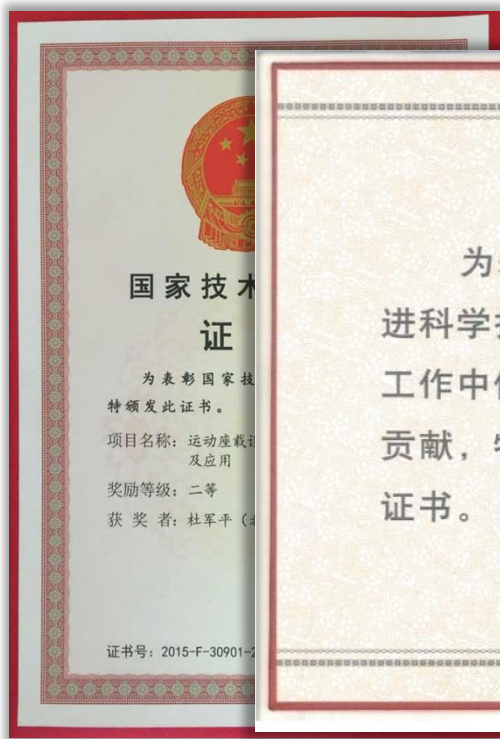 国家技术
证
为表彰国家技
特颁发此证书。
项目名称：运动座载
及应用
奖励等级：二等
获 奖 者：杜军平（
证书号：2015-F-30901-2
为
进科学
工作中
贡献，
证书。